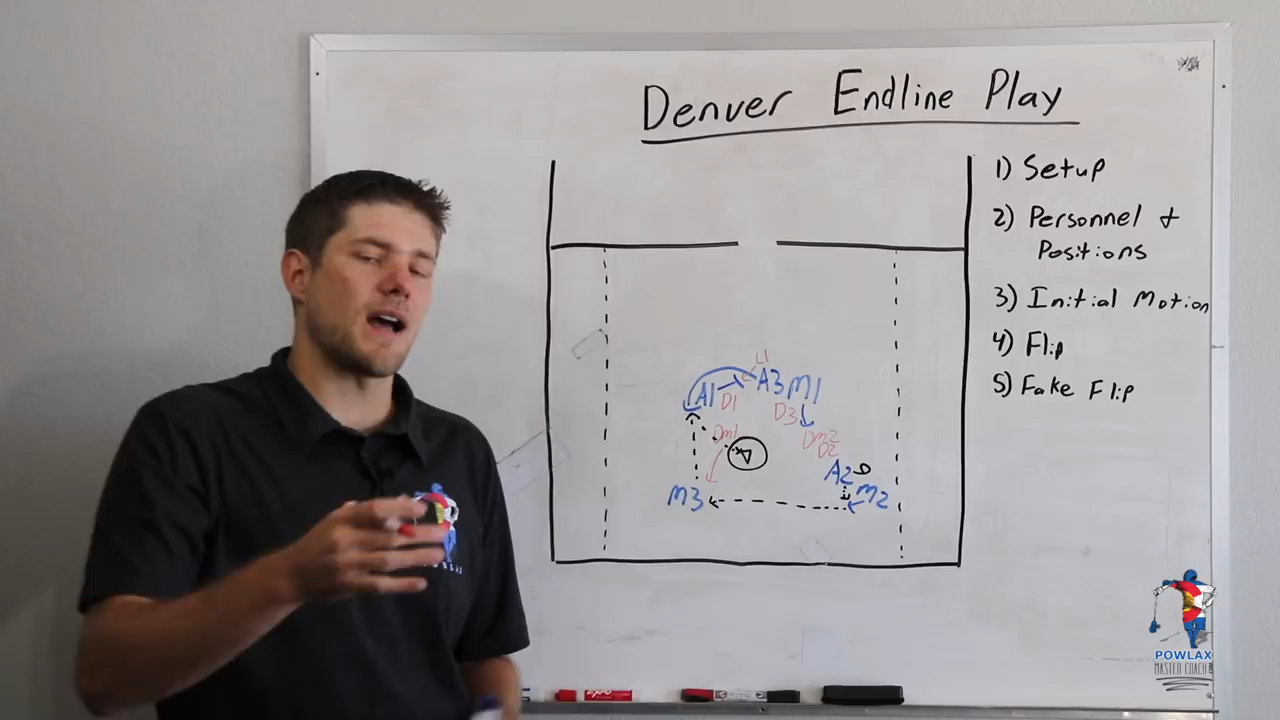 Denver Endline Play
1) Setup
2) Personnel +
Positions
3) Initial Motion
4) Flip
5) Fake Flip
L1
A1 A3 M1
D1 D3
Dm1 Dm2
D2
A2
M3 M2
EXPO
POWLAX
MASTER COACH